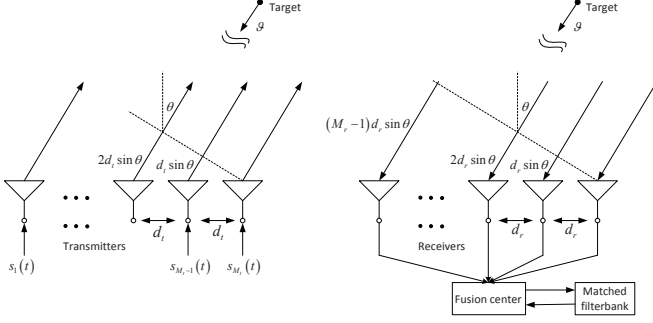 Target
ϑ
θ
2d_t sin θ
d_t sin θ
Transmitters
d_t
d_t
s_1(t)
s_{M_t-1}(t)
s_{M_t}(t)
Target
ϑ
θ
(M_r −1)d_r sin θ
2d_r sin θ
d_r sin θ
Receivers
d_r
d_r
Fusion center
Matched
filterbank